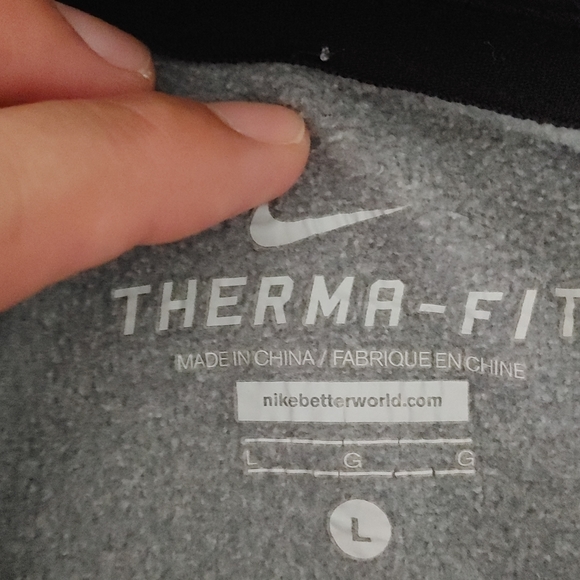 THERMA-FIT
MADE IN CHINA / FABRIQUE EN CHINE
nikebetterworld.com
L G G
L